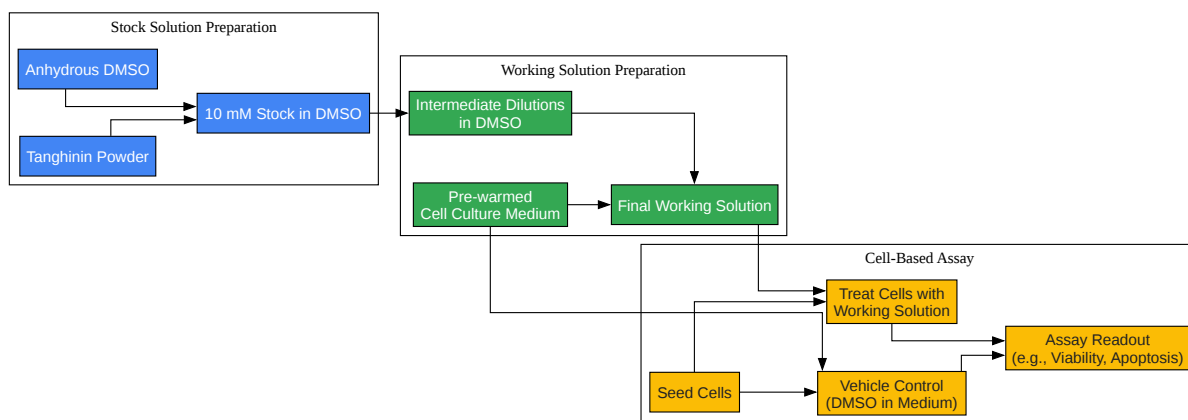 Stock Solution Preparation
Anhydrous DMSO
10 mM Stock in DMSO
Tanghinin Powder
Working Solution Preparation
Intermediate Dilutions
in DMSO
Pre-warmed
Cell Culture Medium
Final Working Solution
Cell-Based Assay
Treat Cells with
Working Solution
Assay Readout
(e.g., Viability, Apoptosis)
Seed Cells
Vehicle Control
(DMSO in Medium)